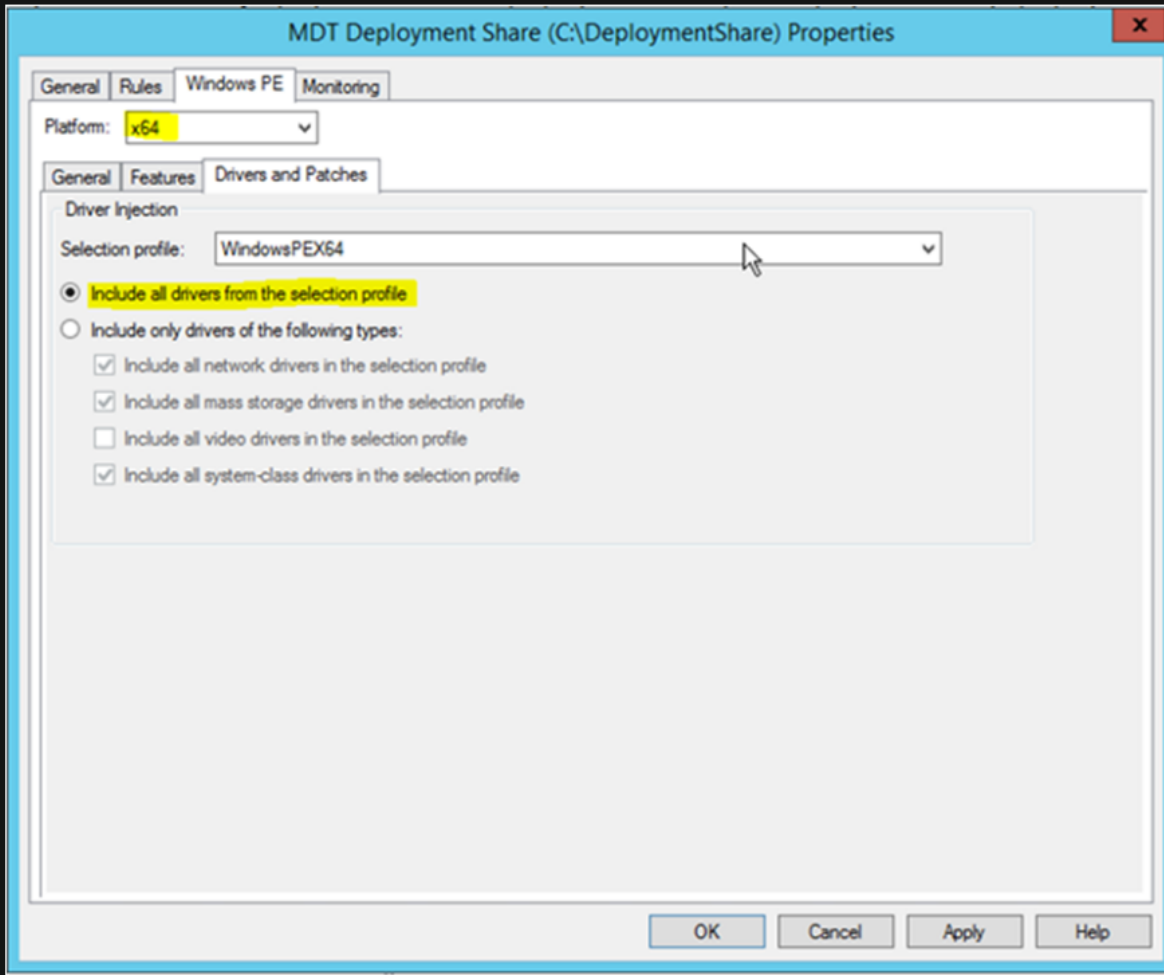 MDT Deployment Share (C:\DeploymentShare) Properties
x
General Rules Windows PE Monitoring
Platform: x64
General Features Drivers and Patches
Driver Injection
Selection profile: WindowsPEX64
Include all drivers from the selection profile
Include only drivers of the following types:
Include all network drivers in the selection profile
Include all mass storage drivers in the selection profile
Include all video drivers in the selection profile
Include all system-class drivers in the selection profile
OK Cancel Apply Help